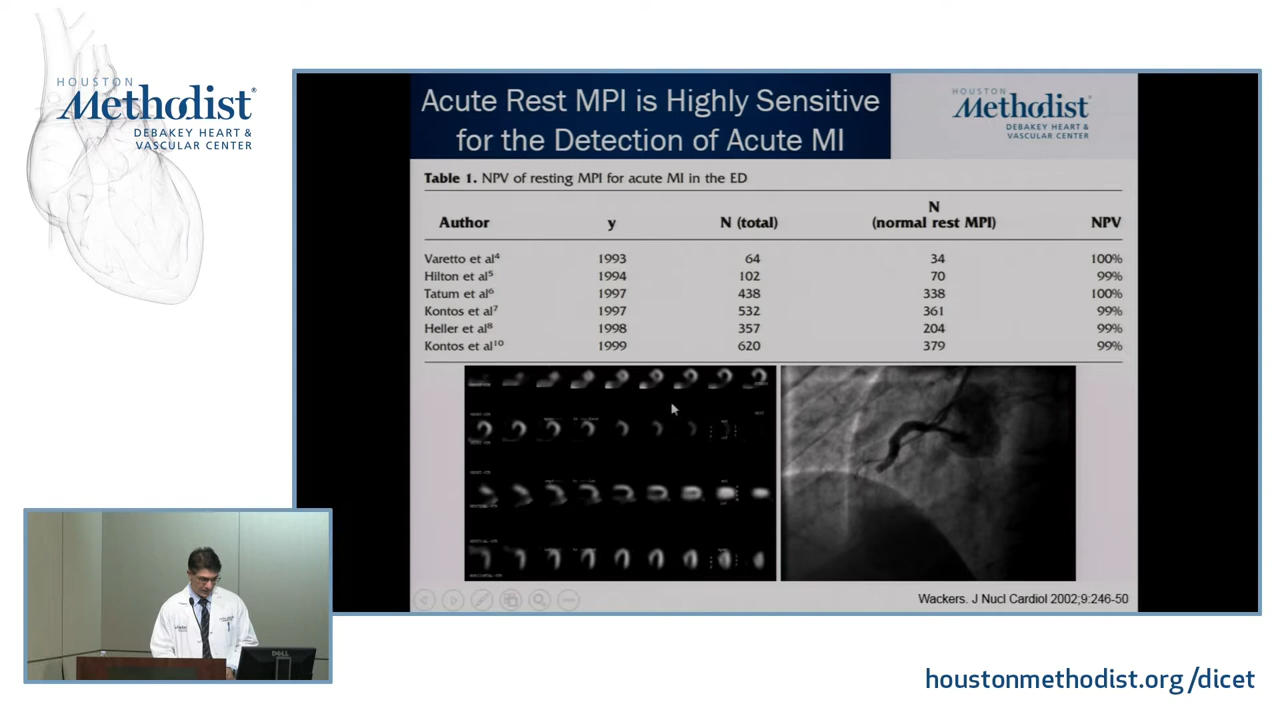 HOUSTON
Methodist®
DEBAKEY HEART &
VASCULAR CENTER
Acute Rest MPI is Highly Sensitive
for the Detection of Acute MI
HOUSTON
Methodist®
DEBAKEY HEART &
VASCULAR CENTER
Table 1. NPV of resting MPI for acute MI in the ED
Author y N (total) N (normal rest MPI) NPV
Varetto et al⁴ 1993 64 34 100%
Hilton et al⁵ 1994 102 70 99%
Tatum et al⁶ 1997 438 338 100%
Kontos et al⁷ 1997 532 361 99%
Heller et al⁸ 1998 357 204 99%
Kontos et al¹⁰ 1999 620 379 99%
Wackers. J Nucl Cardiol 2002;9:246-50
DELL
houstonmethodist.org/dicet